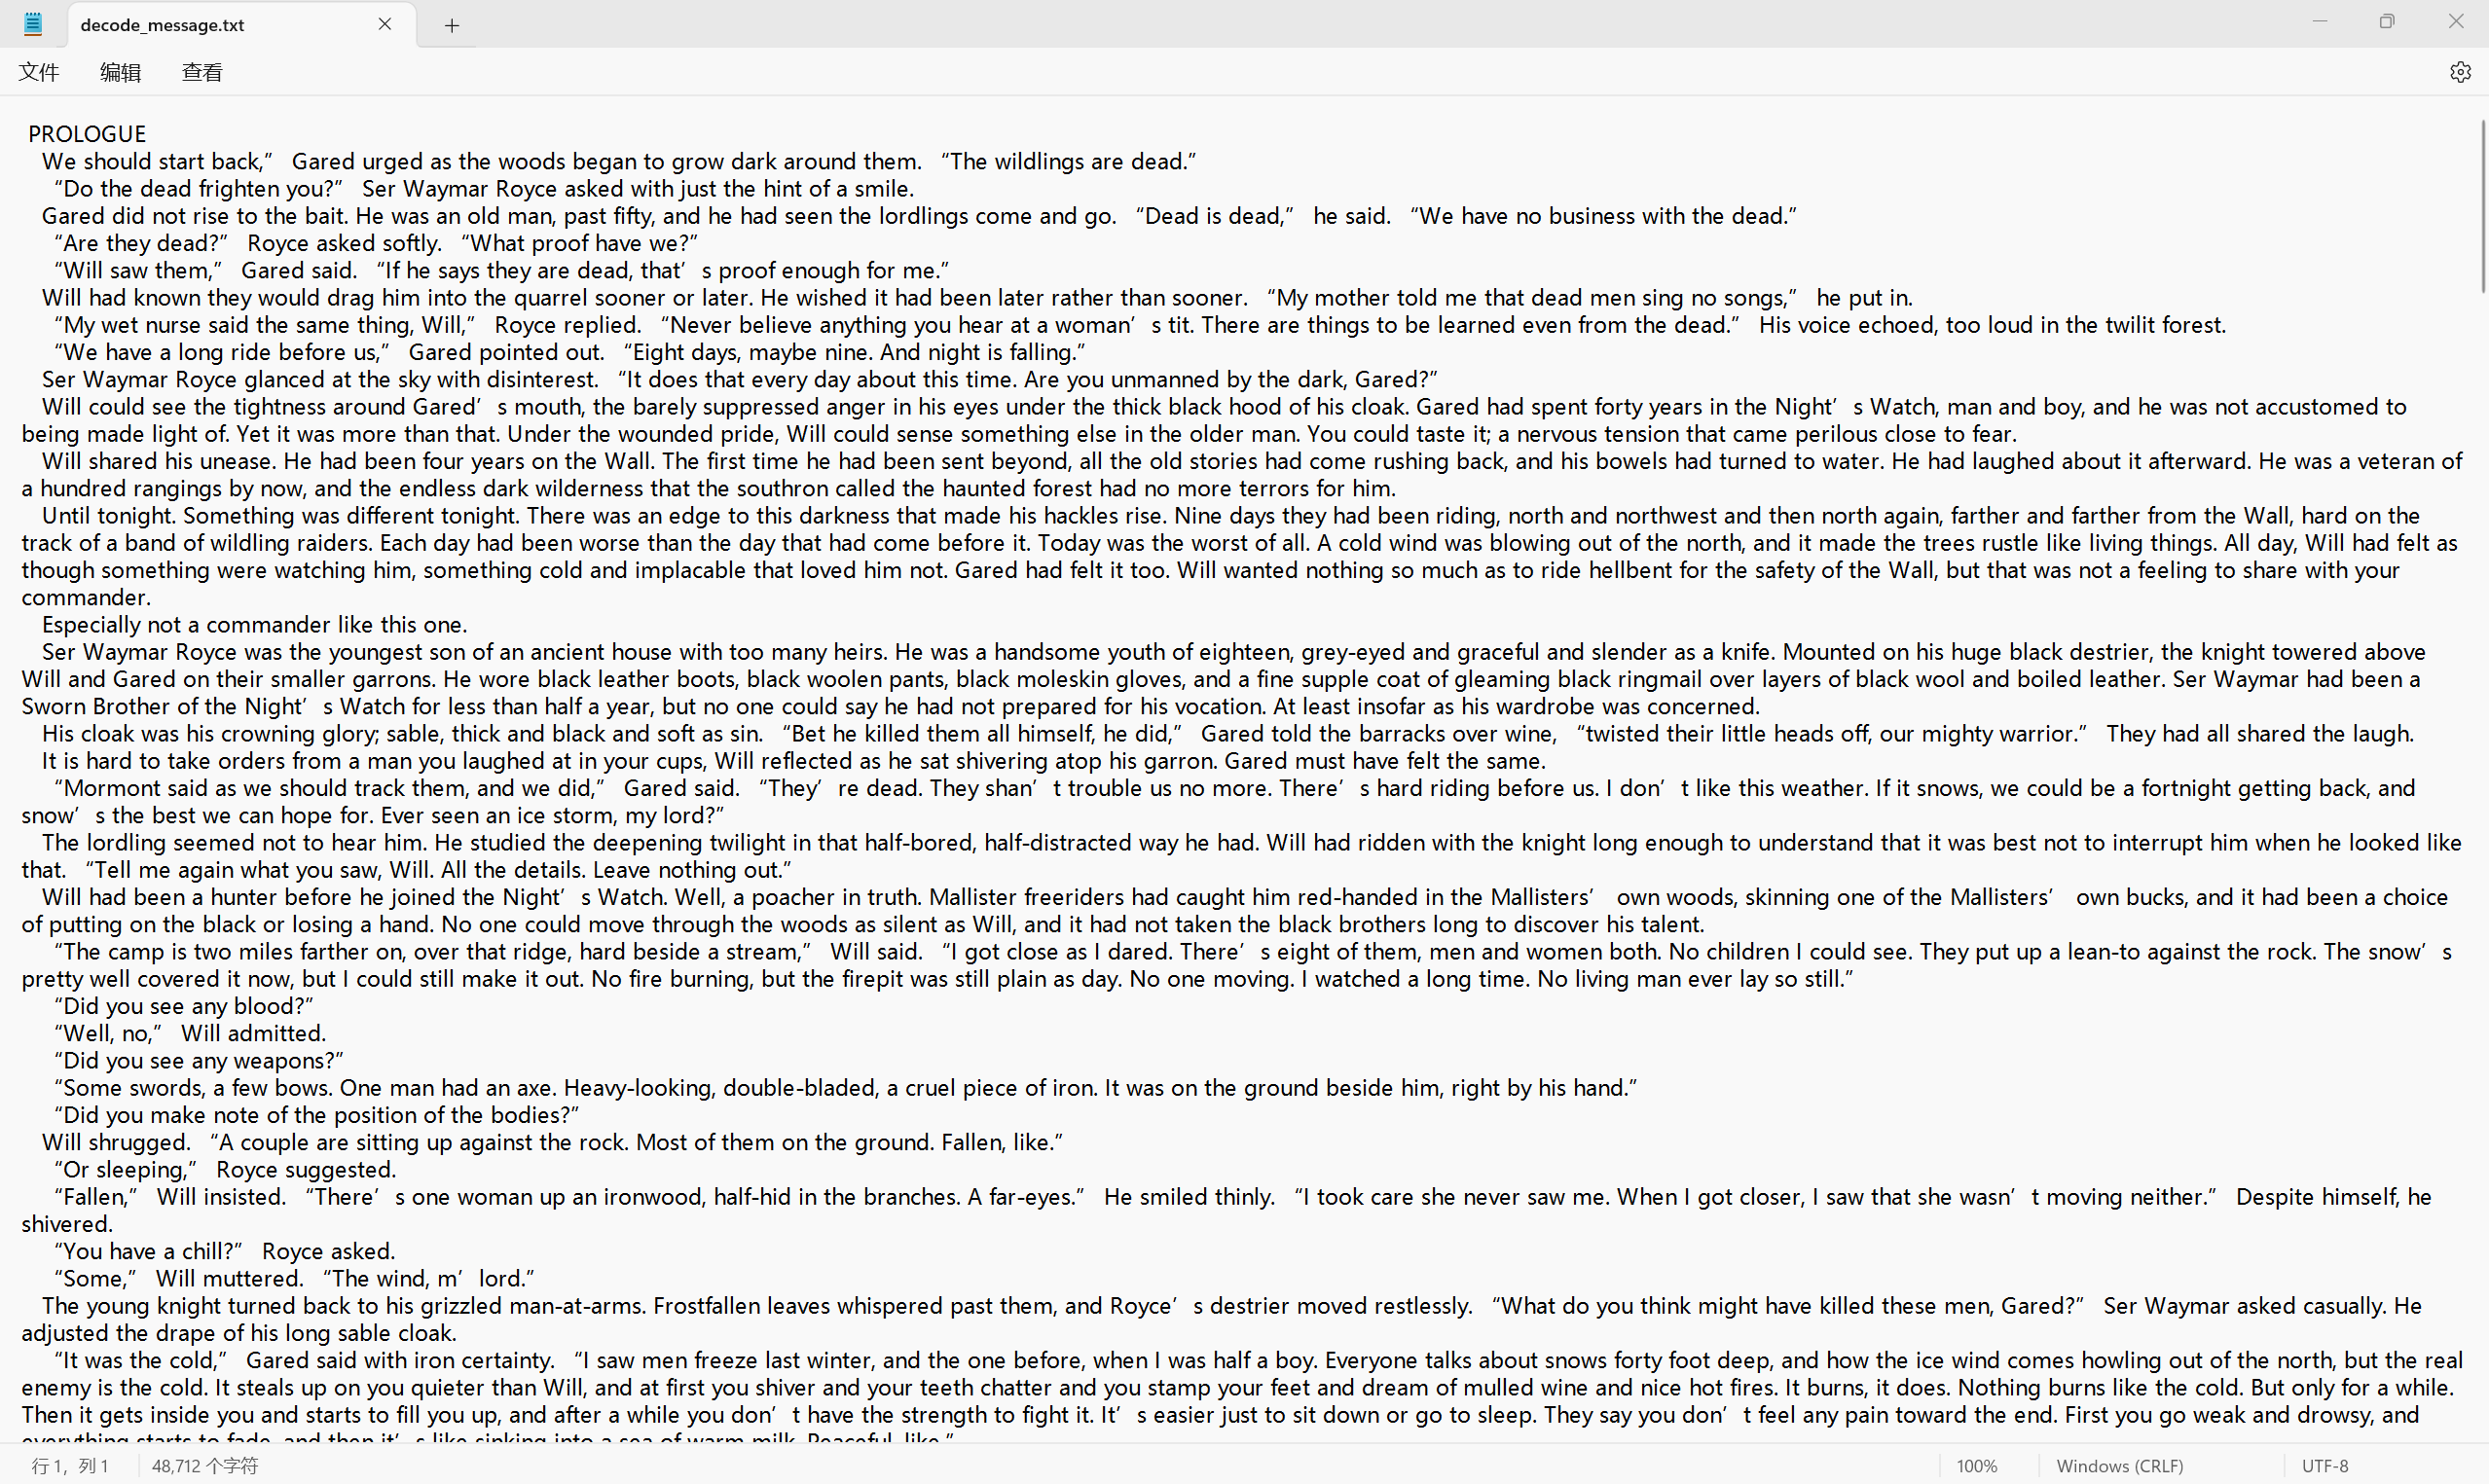 decode_message.txt
文件 编辑 查看
PROLOGUE
We should start back,” Gared urged as the woods began to grow dark around them. “The wildlings are dead.”
“Do the dead frighten you?” Ser Waymar Royce asked with just the hint of a smile.
Gared did not rise to the bait. He was an old man, past fifty, and he had seen the lordlings come and go. “Dead is dead,” he said. “We have no business with the dead.”
“Are they dead?” Royce asked softly. “What proof have we?”
“Will saw them,” Gared said. “If he says they are dead, that’s proof enough for me.”
Will had known they would drag him into the quarrel sooner or later. He wished it had been later rather than sooner. “My mother told me that dead men sing no songs,” he put in.
“My wet nurse said the same thing, Will,” Royce replied. “Never believe anything you hear at a woman’s tit. There are things to be learned even from the dead.” His voice echoed, too loud in the twilit forest.
“We have a long ride before us,” Gared pointed out. “Eight days, maybe nine. And night is falling.”
Ser Waymar Royce glanced at the sky with disinterest. “It does that every day about this time. Are you unmanned by the dark, Gared?”
Will could see the tightness around Gared’s mouth, the barely suppressed anger in his eyes under the thick black hood of his cloak. Gared had spent forty years in the Night’s Watch, man and boy, and he was not accustomed to
being made light of. Yet it was more than that. Under the wounded pride, Will could sense something else in the older man. You could taste it; a nervous tension that came perilous close to fear.
Will shared his unease. He had been four years on the Wall. The first time he had been sent beyond, all the old stories had come rushing back, and his bowels had turned to water. He had laughed about it afterward. He was a veteran of
a hundred rangings by now, and the endless dark wilderness that the southron called the haunted forest had no more terrors for him.
Until tonight. Something was different tonight. There was an edge to this darkness that made his hackles rise. Nine days they had been riding, north and northwest and then north again, farther and farther from the Wall, hard on the
track of a band of wildling raiders. Each day had been worse than the day that had come before it. Today was the worst of all. A cold wind was blowing out of the north, and it made the trees rustle like living things. All day, Will had felt as
though something were watching him, something cold and implacable that loved him not. Gared had felt it too. Will wanted nothing so much as to ride hellbent for the safety of the Wall, but that was not a feeling to share with your
commander.
Especially not a commander like this one.
Ser Waymar Royce was the youngest son of an ancient house with too many heirs. He was a handsome youth of eighteen, grey-eyed and graceful and slender as a knife. Mounted on his huge black destrier, the knight towered above
Will and Gared on their smaller garrons. He wore black leather boots, black woolen pants, black moleskin gloves, and a fine supple coat of gleaming black ringmail over layers of black wool and boiled leather. Ser Waymar had been a
Sworn Brother of the Night’s Watch for less than half a year, but no one could say he had not prepared for his vocation. At least insofar as his wardrobe was concerned.
His cloak was his crowning glory; sable, thick and black and soft as sin. “Bet he killed them all himself, he did,” Gared told the barracks over wine, “twisted their little heads off, our mighty warrior.” They had all shared the laugh.
It is hard to take orders from a man you laughed at in your cups, Will reflected as he sat shivering atop his garron. Gared must have felt the same.
“Mormont said as we should track them, and we did,” Gared said. “They’re dead. They shan’t trouble us no more. There’s hard riding before us. I don’t like this weather. If it snows, we could be a fortnight getting back, and
snow’s the best we can hope for. Ever seen an ice storm, my lord?”
The lordling seemed not to hear him. He studied the deepening twilight in that half-bored, half-distracted way he had. Will had ridden with the knight long enough to understand that it was best not to interrupt him when he looked like
that. “Tell me again what you saw, Will. All the details. Leave nothing out.”
Will had been a hunter before he joined the Night’s Watch. Well, a poacher in truth. Mallister freeriders had caught him red-handed in the Mallisters’ own woods, skinning one of the Mallisters’ own bucks, and it had been a choice
of putting on the black or losing a hand. No one could move through the woods as silent as Will, and it had not taken the black brothers long to discover his talent.
“The camp is two miles farther on, over that ridge, hard beside a stream,” Will said. “I got close as I dared. There’s eight of them, men and women both. No children I could see. They put up a lean-to against the rock. The snow’s
pretty well covered it now, but I could still make it out. No fire burning, but the firepit was still plain as day. No one moving. I watched a long time. No living man ever lay so still.”
“Did you see any blood?”
“Well, no,” Will admitted.
“Did you see any weapons?”
“Some swords, a few bows. One man had an axe. Heavy-looking, double-bladed, a cruel piece of iron. It was on the ground beside him, right by his hand.”
“Did you make note of the position of the bodies?”
Will shrugged. “A couple are sitting up against the rock. Most of them on the ground. Fallen, like.”
“Or sleeping,” Royce suggested.
“Fallen,” Will insisted. “There’s one woman up an ironwood, half-hid in the branches. A far-eyes.” He smiled thinly. “I took care she never saw me. When I got closer, I saw that she wasn’t moving neither.” Despite himself, he
shivered.
“You have a chill?” Royce asked.
“Some,” Will muttered. “The wind, m’lord.”
The young knight turned back to his grizzled man-at-arms. Frostfallen leaves whispered past them, and Royce’s destrier moved restlessly. “What do you think might have killed these men, Gared?” Ser Waymar asked casually. He
adjusted the drape of his long sable cloak.
“It was the cold,” Gared said with iron certainty. “I saw men freeze last winter, and the one before, when I was half a boy. Everyone talks about snows forty foot deep, and how the ice wind comes howling out of the north, but the real
enemy is the cold. It steals up on you quieter than Will, and at first you shiver and your teeth chatter and you stamp your feet and dream of mulled wine and nice hot fires. It burns, it does. Nothing burns like the cold. But only for a while.
Then it gets inside you and starts to fill you up, and after a while you don’t have the strength to fight it. It’s easier just to sit down or go to sleep. They say you don’t feel any pain toward the end. First you go weak and drowsy, and
everything starts to fade, and then it’s like sinking into a sea of warm milk. Peaceful, like.”
行 1，列 1 48,712 个字符 100% Windows (CRLF) UTF-8